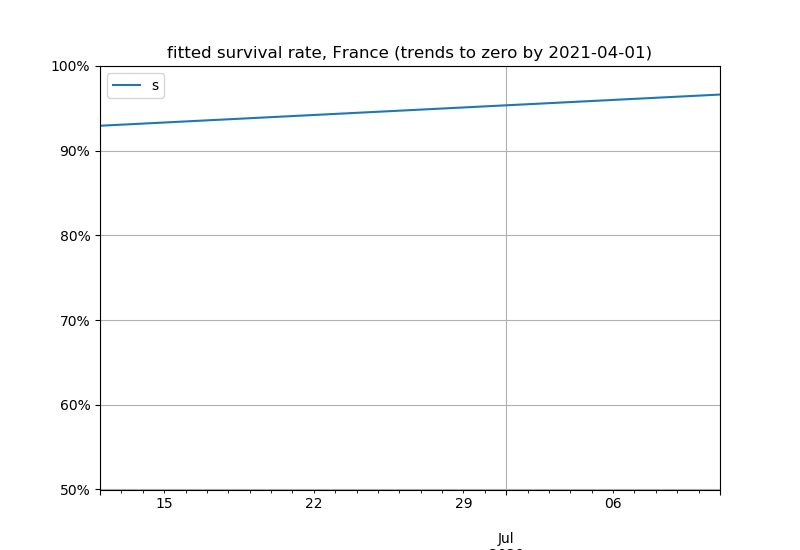 fitted survival rate, France (trends to zero by 2021-04-01)
100%
s
90%
80%
70%
60%
50%
15 22 29 06
Jul